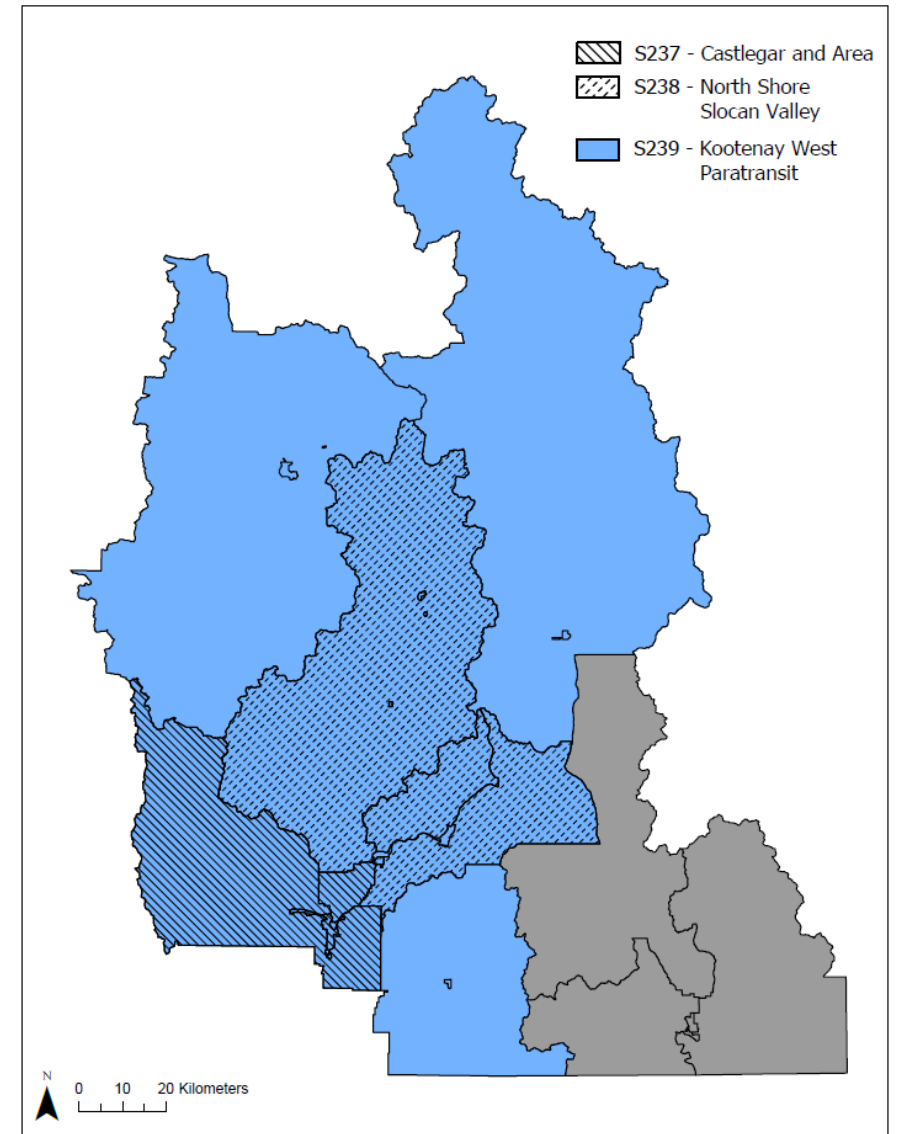 S237 - Castlegar and Area
S238 - North Shore
Slocan Valley
S239 - Kootenay West
Paratransit
N
0 10 20 Kilometers